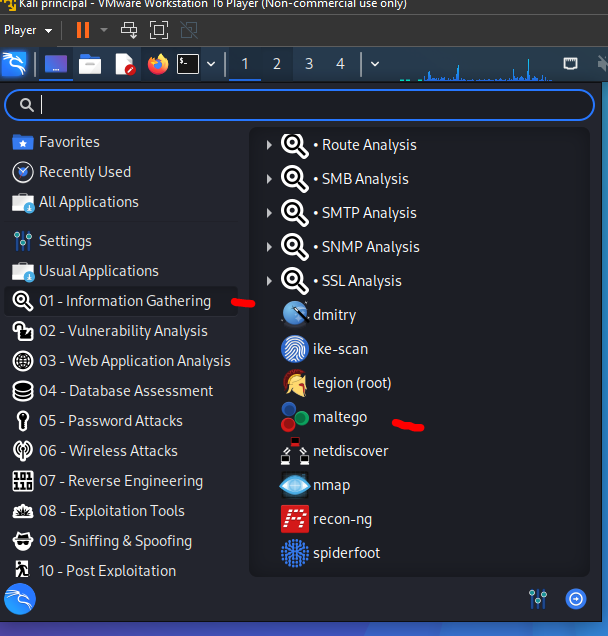 Kali principal - VMware Workstation 16 Player (Non-commercial use only)
Player
1 2 3 4
Favorites
Recently Used
All Applications
Settings
Usual Applications
01 - Information Gathering
02 - Vulnerability Analysis
03 - Web Application Analysis
04 - Database Assessment
05 - Password Attacks
06 - Wireless Attacks
07 - Reverse Engineering
08 - Exploitation Tools
09 - Sniffing & Spoofing
10 - Post Exploitation
• Route Analysis
• SMB Analysis
• SMTP Analysis
• SNMP Analysis
• SSL Analysis
dmitry
ike-scan
legion (root)
maltego
netdiscover
nmap
recon-ng
spiderfoot